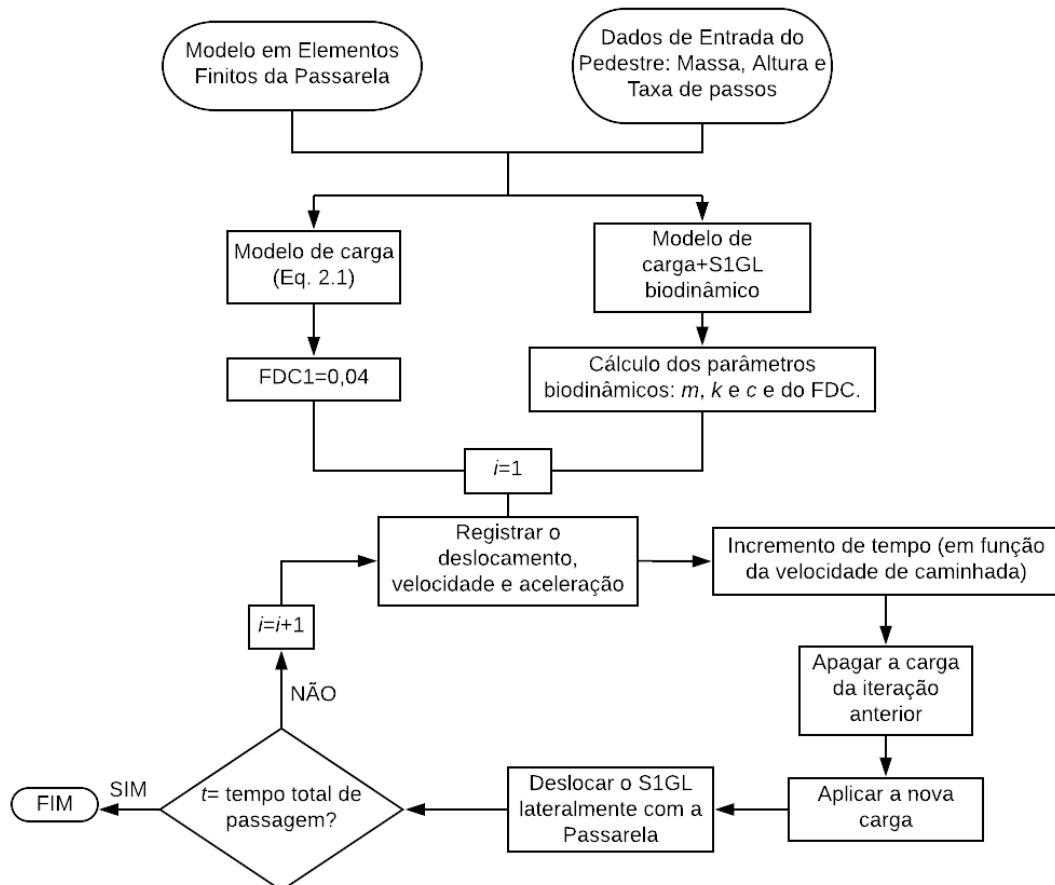 Modelo em Elementos
Finitos da Passarela
Dados de Entrada do
Pedestre: Massa, Altura e
Taxa de passos
Modelo de carga
(Eq. 2.1)
Modelo de
carga+S1GL
biodinâmico
FDC1=0,04
Cálculo dos parâmetros
biodinâmicos: m, k e c e do FDC.
i=1
Registrar o
deslocamento,
velocidade e aceleração
Incremento de tempo (em função
da velocidade de caminhada)
i=i+1
Apagar a carga
da iteração
anterior
NÃO
Aplicar a nova
carga
Deslocar o S1GL
lateralmente com a
Passarela
t= tempo total de
passagem?
SIM
FIM